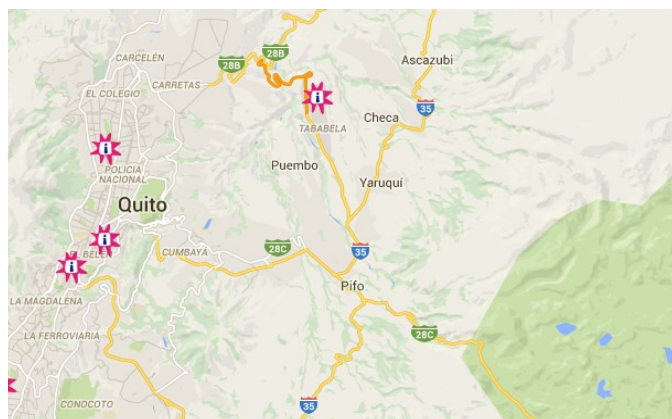 CARCELÉN
28B
28B
Ascazubi
CARRETAS
EL COLEGIO
i
35
TABABELA
Checa
i
POLICIA
NACIONAL
Puembo
Yaruquí
Quito
i
EL BELÉN
CUMBAYÁ
28C
35
i
Pifo
LA MAGDALENA
28C
LA FERROVIARIA
CONOCOTO
35